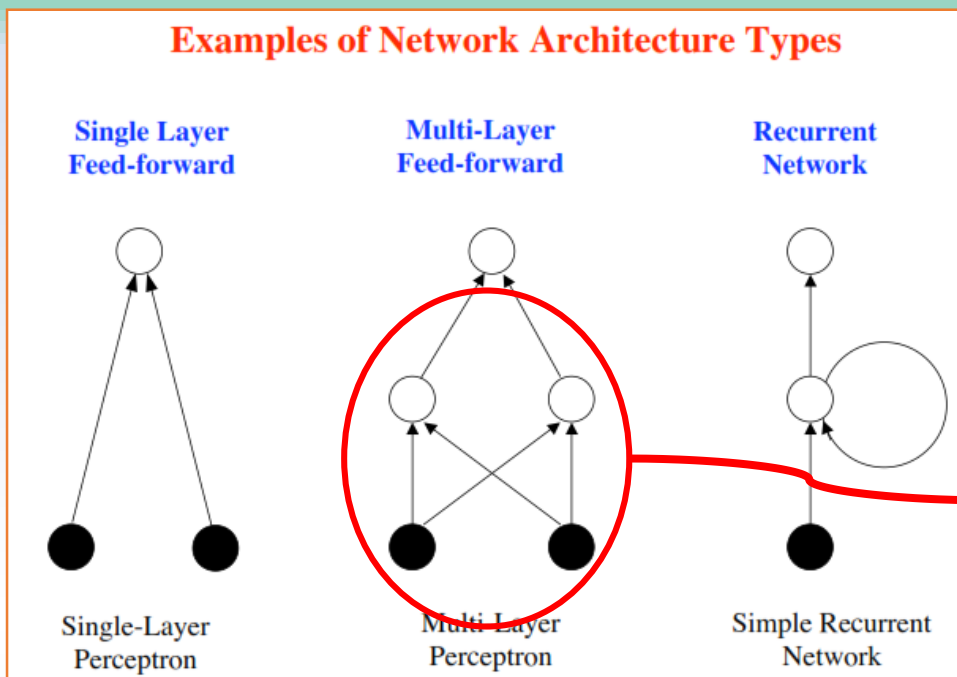 Examples of Network Architecture Types
Single Layer
Feed-forward
Multi-Layer
Feed-forward
Recurrent
Network
Single-Layer
Perceptron
Multi-Layer
Perceptron
Simple Recurrent
Network